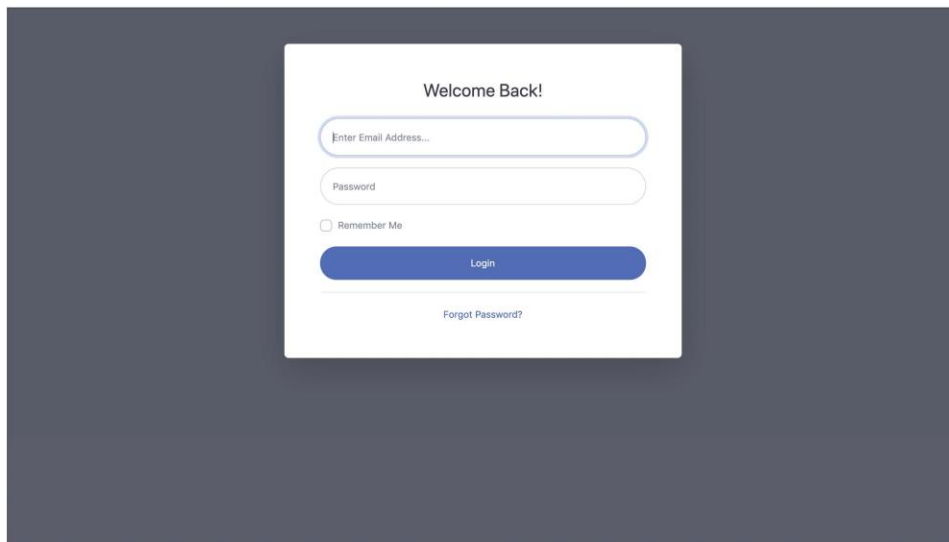 Welcome Back!
Enter Email Address...
Password
Remember Me
Login
Forgot Password?